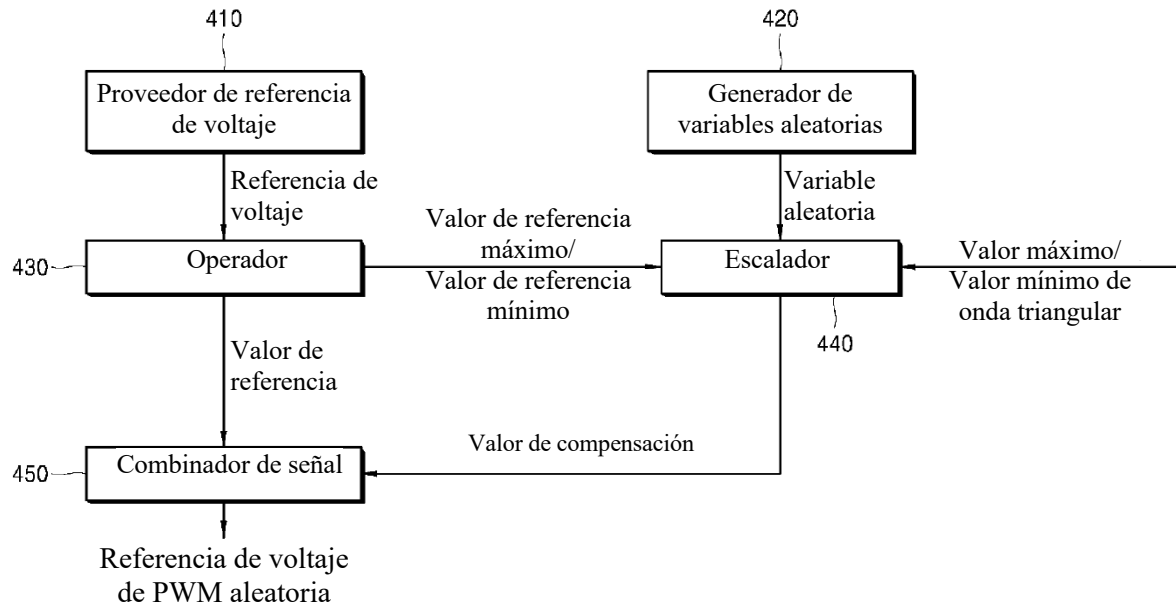 410
420
Proveedor de referencia
de voltaje
Generador de
variables aleatorias
Referencia de
voltaje
Variable
aleatoria
430
Operador
Valor de referencia
máximo/
Valor de referencia
mínimo
Escalador
440
Valor máximo/
Valor mínimo de
onda triangular
Valor de
referencia
Valor de compensación
450
Combinador de señal
Referencia de voltaje
de PWM aleatoria